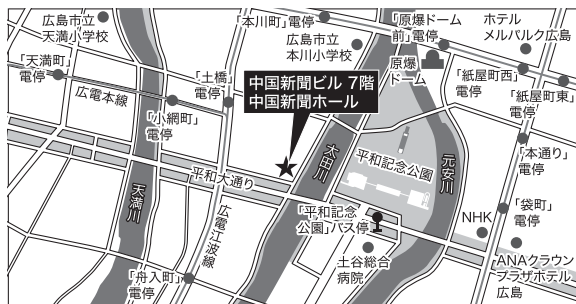 広島市立
天満小学校
「天満町」
電停
広電本線
「小網町」
電停
「土橋」
電停
「本川町」電停
広島市立
本川小学校
「原爆ドーム
前」電停
原爆
ドーム
ホテル
メルパルク広島
「紙屋町西」
電停
「紙屋町東」
電停
中国新聞ビル 7階
中国新聞ホール
「本通り」
電停
平和大通り
太田川
平和記念公園
元安川
天満川
広電江波線
「平和記念
公園」バス停
土谷総合
病院
NHK
「袋町」
電停
ANAクラウン
プラザホテル
広島
「舟入町」
電停